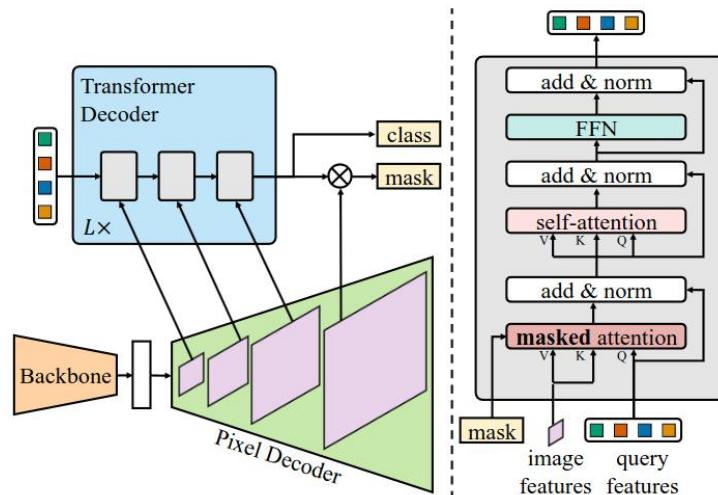 Transformer
Decoder
L×
class
mask
Backbone
Pixel Decoder
add & norm
FFN
add & norm
self-attention
V K Q
add & norm
masked attention
V K Q
mask
image
features
query
features